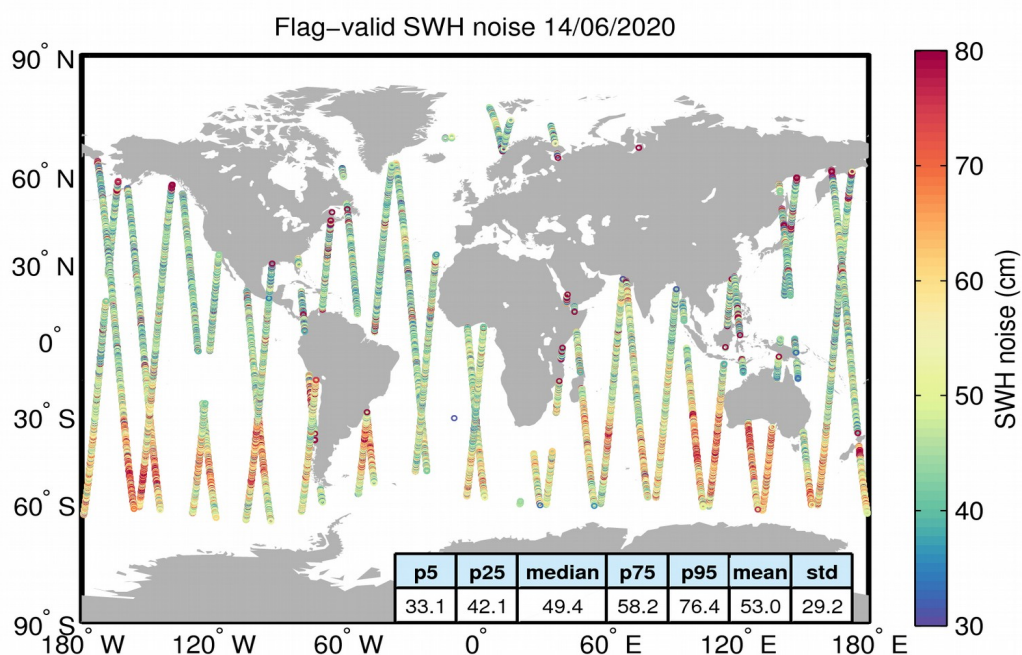 Flag−valid SWH noise 14/06/2020
90° N
60° N
30° N
0°
30° S
60° S
90° S
180° W
120° W
60° W
0°
60° E
120° E
180° E
80
70
60
50
40
30
SWH noise (cm)
p5 p25 median p75 p95 mean std
33.1 42.1 49.4 58.2 76.4 53.0 29.2